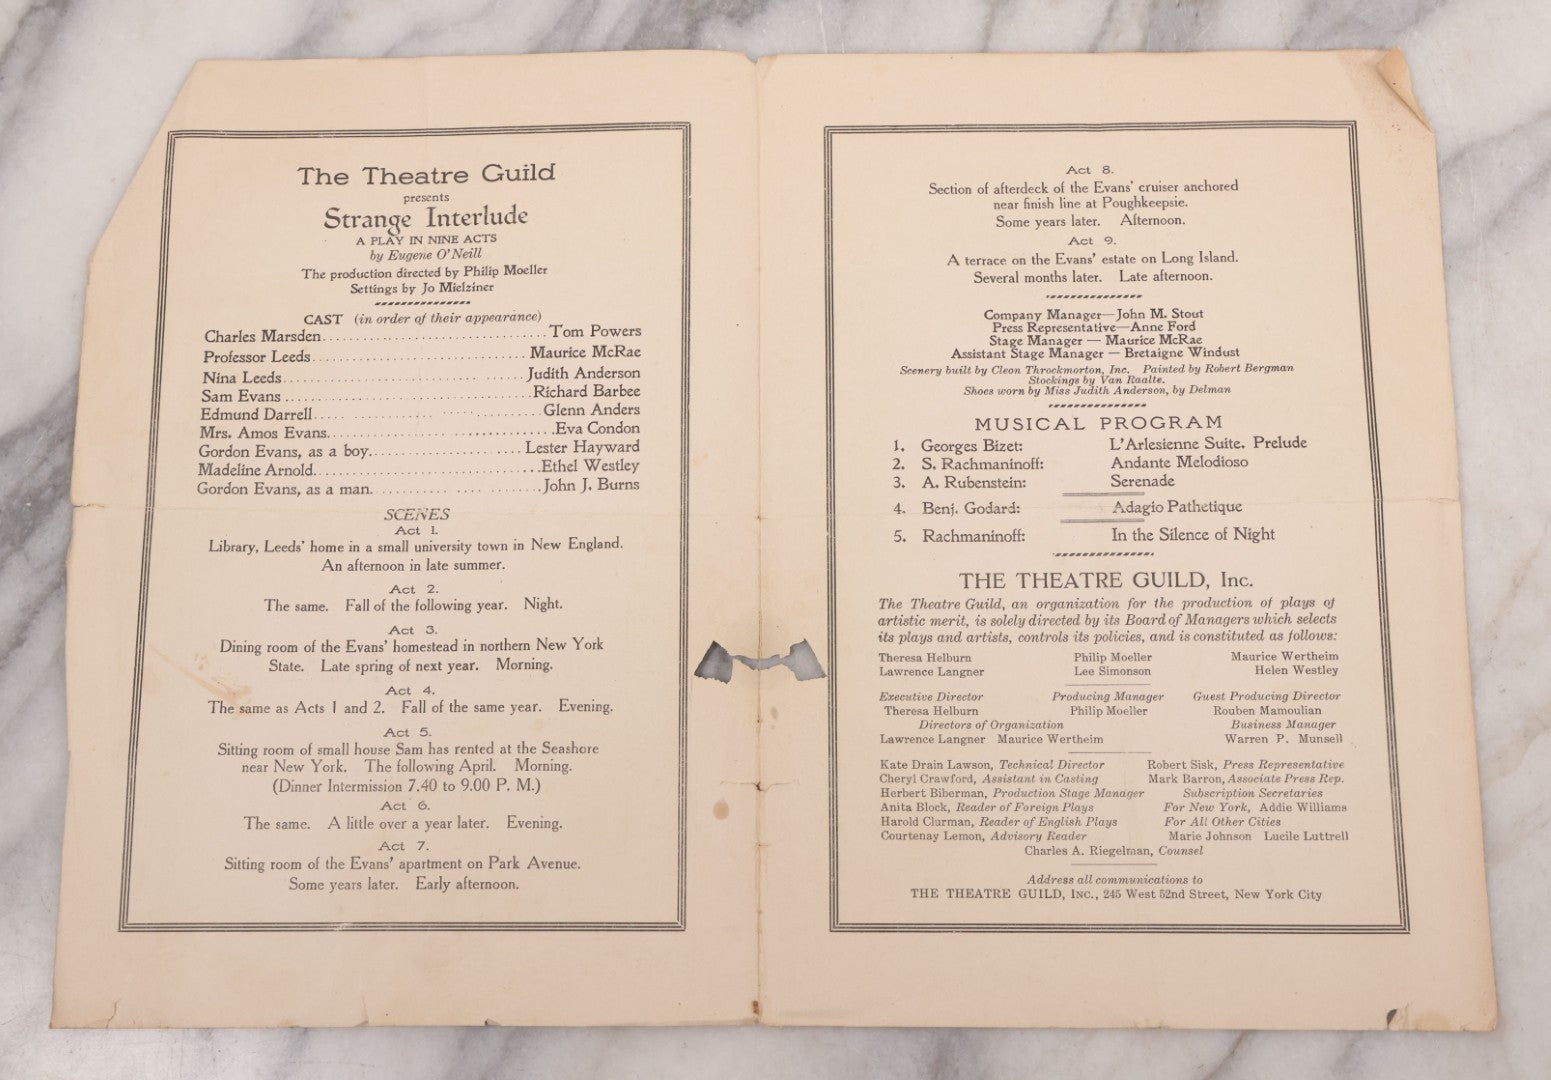 The Theatre Guild
presents
Strange Interlude
A PLAY IN NINE ACTS
by Eugene O'Neill
The production directed by Philip Moeller
Settings by Jo Mielziner
CAST (in order of their appearance)
Charles Marsden..............................Tom Powers
Professor Leeds..............................Maurice McRae
Nina Leeds..............................Judith Anderson
Sam Evans ..............................Richard Barbee
Edmund Darrell..............................Glenn Anders
Mrs. Amos Evans..............................Eva Condon
Gordon Evans, as a boy..............................Lester Hayward
Madeline Arnold..............................Ethel Westley
Gordon Evans, as a man..............................John J. Burns
SCENES
Act 1.
Library, Leeds' home in a small university town in New England.
An afternoon in late summer.
Act 2.
The same. Fall of the following year. Night.
Act 3.
Dining room of the Evans' homestead in northern New York
State. Late spring of next year. Morning.
Act 4.
The same as Acts 1 and 2. Fall of the same year. Evening.
Act 5.
Sitting room of small house Sam has rented at the Seashore
near New York. The following April. Morning.
(Dinner Intermission 7.40 to 9.00 P. M.)
Act 6.
The same. A little over a year later. Evening.
Act 7.
Sitting room of the Evans' apartment on Park Avenue.
Some years later. Early afternoon.
Act 8.
Section of afterdeck of the Evans' cruiser anchored
near finish line at Poughkeepsie.
Some years later. Afternoon.
Act 9.
A terrace on the Evans' estate on Long Island.
Several months later. Late afternoon.
Company Manager—John M. Stout
Press Representative—Anne Ford
Stage Manager — Maurice McRae
Assistant Stage Manager — Bretaigne Windust
Scenery built by Cleon Throckmorton, Inc. Painted by Robert Bergman
Stockings by Van Raalte.
Shoes worn by Miss Judith Anderson, by Delman
MUSICAL PROGRAM
1. Georges Bizet: L'Arlesienne Suite. Prelude
2. S. Rachmaninoff: Andante Melodioso
3. A. Rubenstein: Serenade
4. Benj. Godard: Adagio Pathetique
5. Rachmaninoff: In the Silence of Night
THE THEATRE GUILD, Inc.
The Theatre Guild, an organization for the production of plays of
artistic merit, is solely directed by its Board of Managers which selects
its plays and artists, controls its policies, and is constituted as follows:
Theresa Helburn Philip Moeller Maurice Wertheim
Lawrence Langner Lee Simonson Helen Westley
Executive Director Producing Manager Guest Producing Director
Theresa Helburn Philip Moeller Rouben Mamoulian
Directors of Organization Business Manager
Lawrence Langner Maurice Wertheim Warren P. Munsell
Kate Drain Lawson, Technical Director Robert Sisk, Press Representative
Cheryl Crawford, Assistant in Casting Mark Barron, Associate Press Rep.
Herbert Biberman, Production Stage Manager Subscription Secretaries
Anita Block, Reader of Foreign Plays For New York, Addie Williams
Harold Clurman, Reader of English Plays For All Other Cities
Courtenay Lemon, Advisory Reader Marie Johnson Lucile Luttrell
Charles A. Riegelman, Counsel
Address all communications to
THE THEATRE GUILD, INC., 245 West 52nd Street, New York City